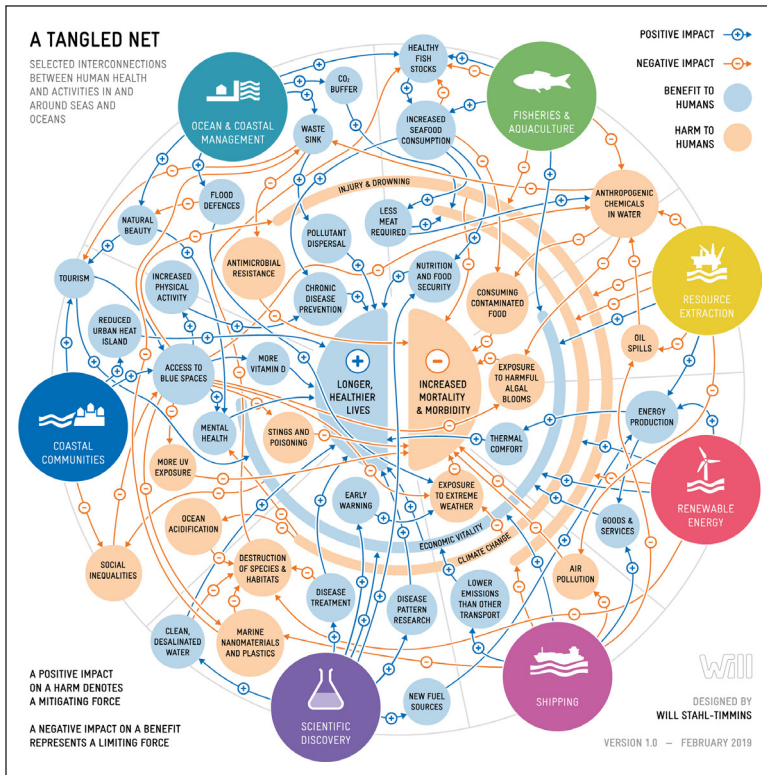 A TANGLED NET
SELECTED INTERCONNECTIONS
BETWEEN HUMAN HEALTH
AND ACTIVITIES IN AND
AROUND SEAS AND
OCEANS
POSITIVE IMPACT
NEGATIVE IMPACT
BENEFIT TO
HUMANS
HARM TO
HUMANS
OCEAN & COASTAL
MANAGEMENT
CO₂
BUFFER
HEALTHY
FISH
STOCKS
FISHERIES &
AQUACULTURE
WASTE
SINK
INCREASED
SEAFOOD
CONSUMPTION
INJURY & DROWNING
ANTHROPOGENIC
CHEMICALS
IN WATER
FLOOD
DEFENCES
NATURAL
BEAUTY
LESS
MEAT
REQUIRED
POLLUTANT
DISPERSAL
ANTIMICROBIAL
RESISTANCE
TOURISM
INCREASED
PHYSICAL
ACTIVITY
CHRONIC
DISEASE
PREVENTION
NUTRITION
AND FOOD
SECURITY
CONSUMING
CONTAMINATED
FOOD
RESOURCE
EXTRACTION
REDUCED
URBAN HEAT
ISLAND
OIL
SPILLS
ACCESS TO
BLUE SPACES
MORE
VITAMIN D
LONGER,
HEALTHIER
LIVES
INCREASED
MORTALITY
& MORBIDITY
EXPOSURE
TO HARMFUL
ALGAL
BLOOMS
COASTAL
COMMUNITIES
MENTAL
HEALTH
STINGS AND
POISONING
THERMAL
COMFORT
ENERGY
PRODUCTION
MORE UV
EXPOSURE
EARLY
WARNING
EXPOSURE
TO EXTREME
WEATHER
RENEWABLE
ENERGY
OCEAN
ACIDIFICATION
ECONOMIC VITALITY
CLIMATE CHANGE
GOODS &
SERVICES
SOCIAL
INEQUALITIES
DESTRUCTION
OF SPECIES &
HABITATS
AIR
POLLUTION
DISEASE
TREATMENT
DISEASE
PATTERN
RESEARCH
LOWER
EMISSIONS
THAN OTHER
TRANSPORT
CLEAN,
DESALINATED
WATER
MARINE
NANOMATERIALS
AND PLASTICS
SCIENTIFIC
DISCOVERY
NEW FUEL
SOURCES
SHIPPING
A POSITIVE IMPACT
ON A HARM DENOTES
A MITIGATING FORCE
A NEGATIVE IMPACT ON A BENEFIT
REPRESENTS A LIMITING FORCE
Will
DESIGNED BY
WILL STAHL-TIMMINS
VERSION 1.0 — FEBRUARY 2019